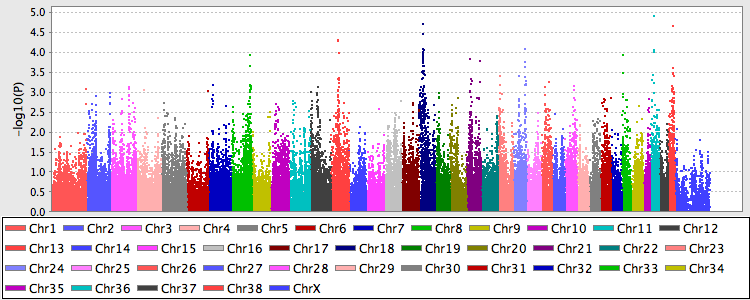 5.0
4.5
4.0
3.5
3.0
2.5
2.0
1.5
1.0
0.5
0.0
−log10(P)
Chr1 Chr2 Chr3 Chr4 Chr5 Chr6 Chr7 Chr8 Chr9 Chr10 Chr11 Chr12
Chr13 Chr14 Chr15 Chr16 Chr17 Chr18 Chr19 Chr20 Chr21 Chr22 Chr23
Chr24 Chr25 Chr26 Chr27 Chr28 Chr29 Chr30 Chr31 Chr32 Chr33 Chr34
Chr35 Chr36 Chr37 Chr38 ChrX